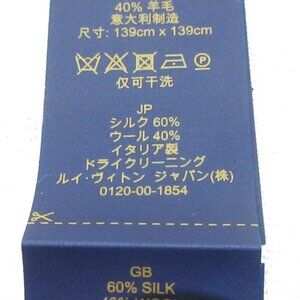 40% 羊毛
意大利制造
尺寸: 139cm x 139cm
仅可干洗
JP
シルク 60%
ウール 40%
イタリア製
ドライクリーニング
ルイ・ヴィトン ジャパン(株)
0120-00-1854
GB
60% SILK
40% WOOL